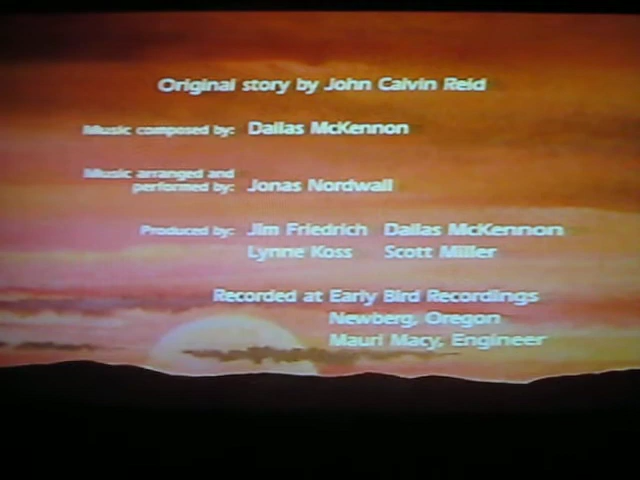 Original story by John Calvin Reid
Music composed by: Dallas McKennon
Music arranged and
performed by: Jonas Nordwall
Produced by: Jim Friedrich Dallas McKennon
Lynne Koss Scott Miller
Recorded at Early Bird Recordings
Newberg, Oregon
Mauri Macy, Engineer